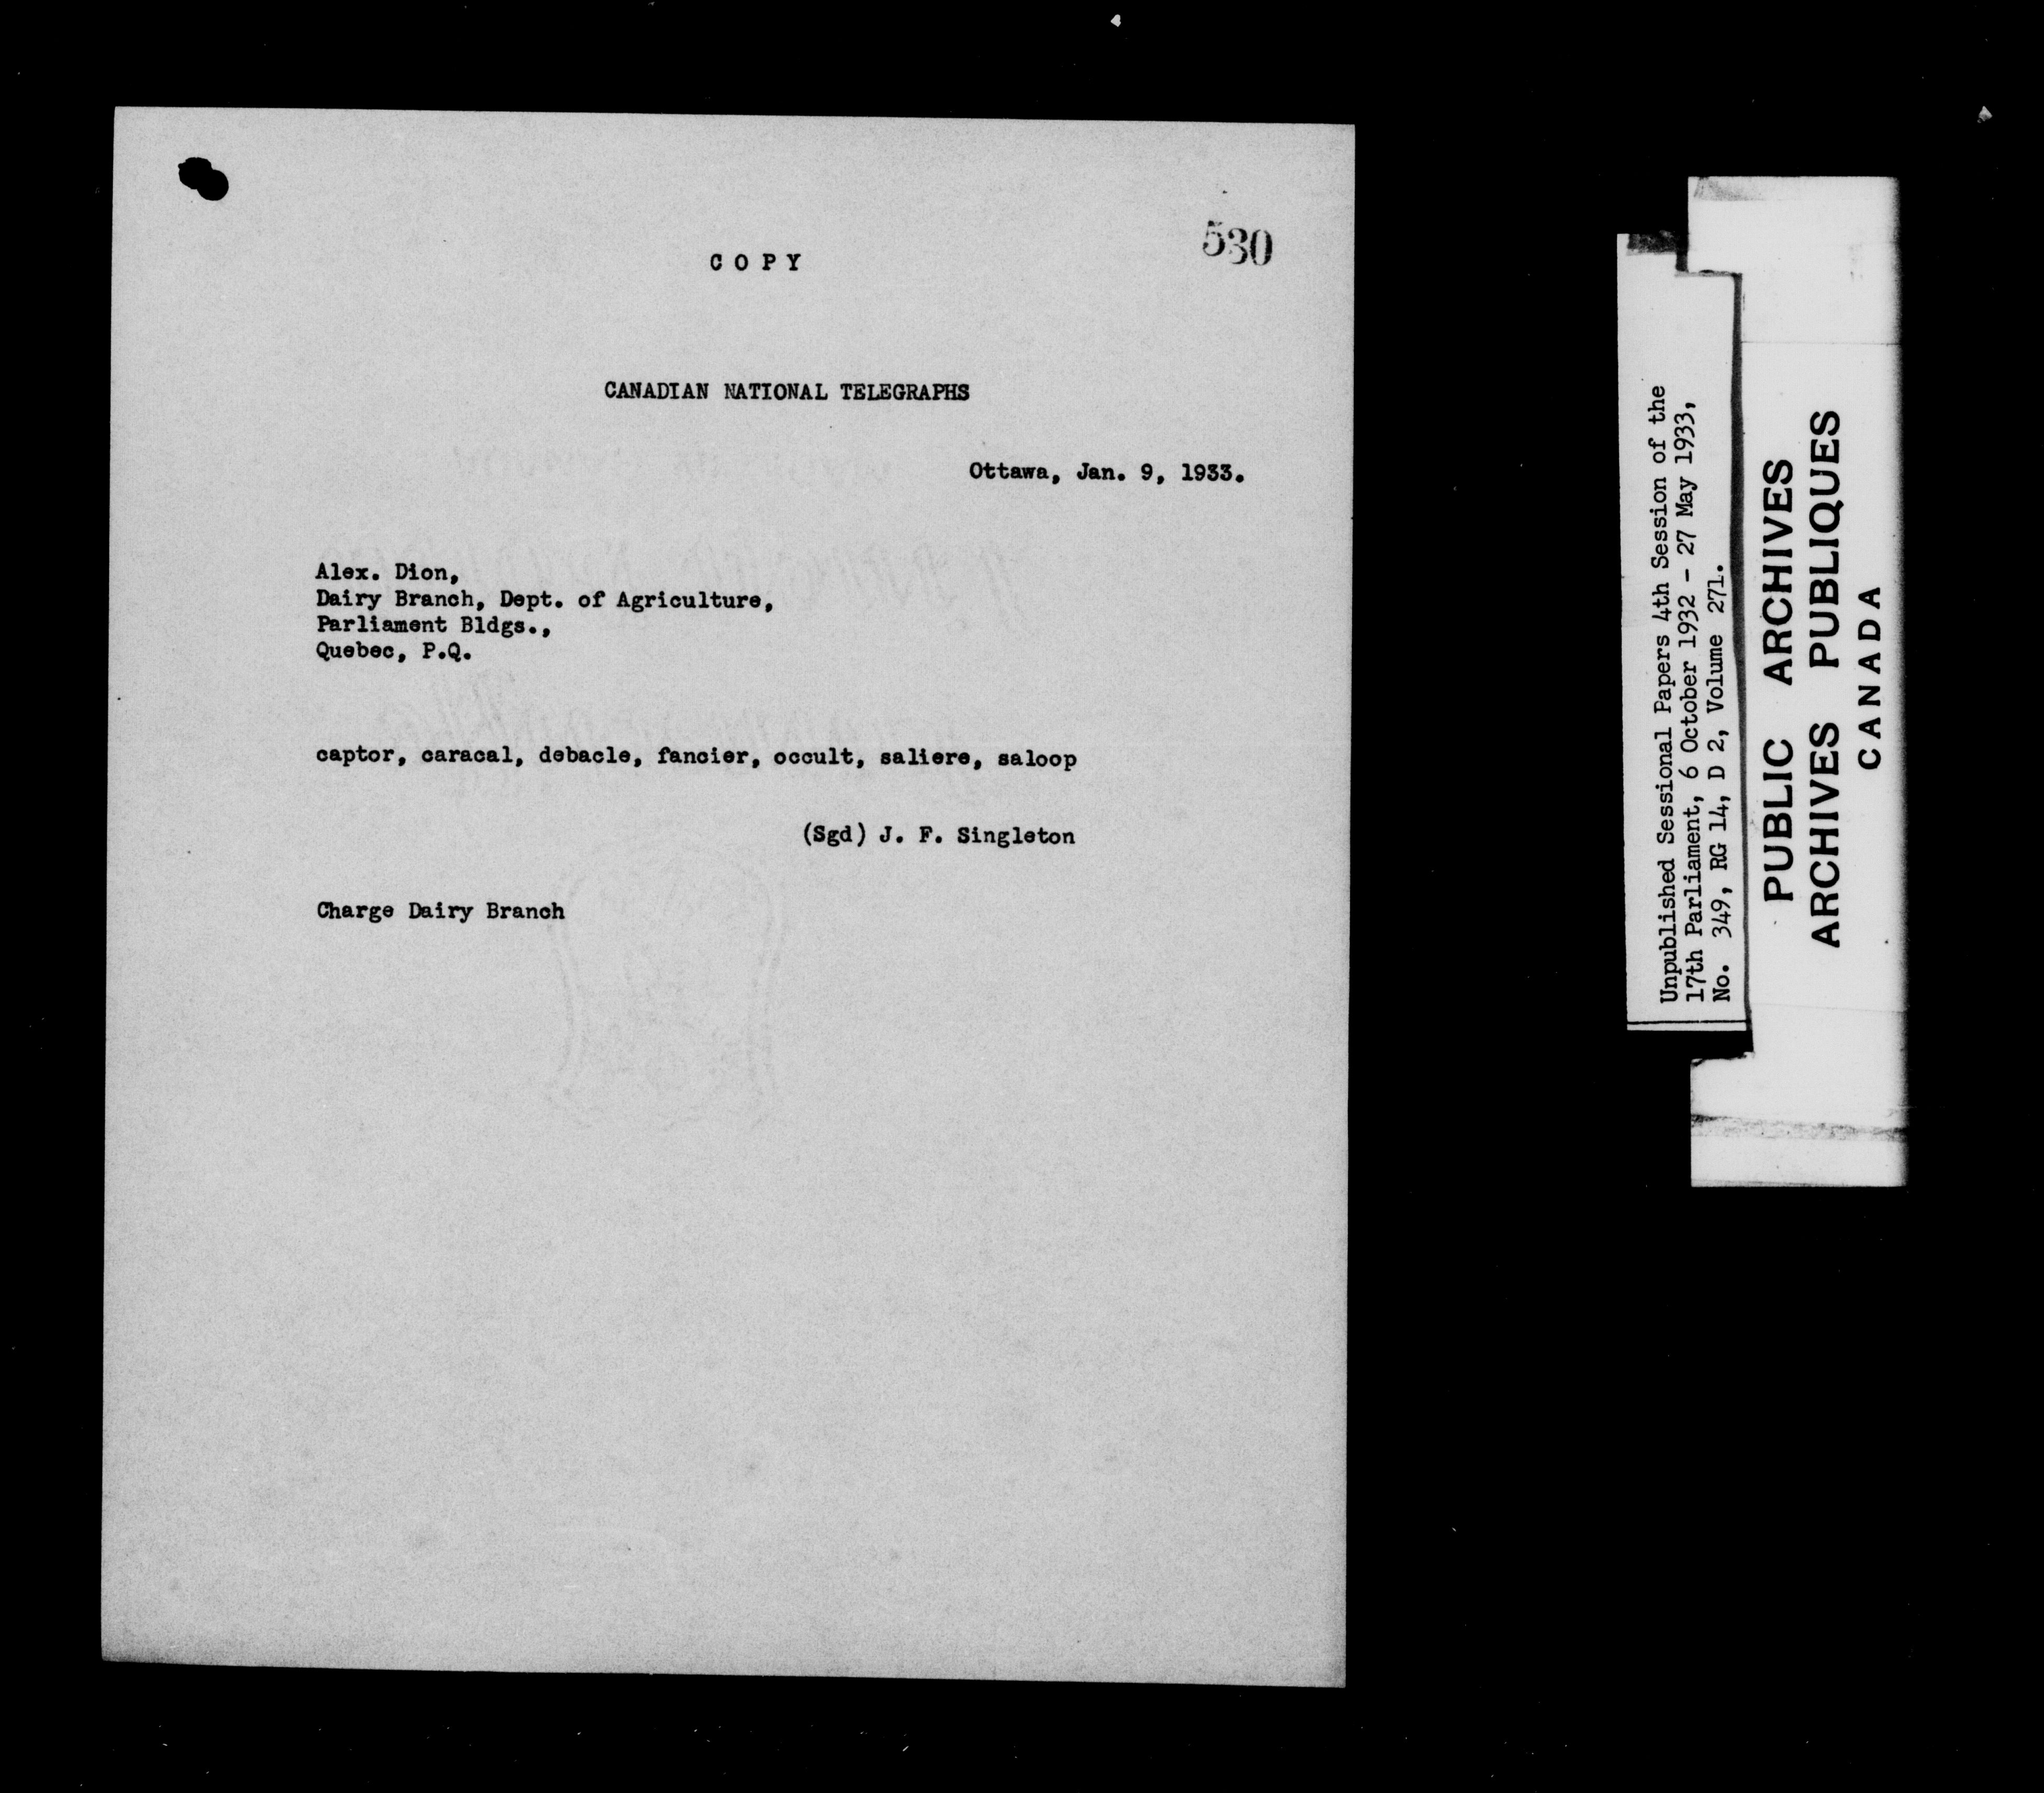 530
C O P Y
CANADIAN NATIONAL TELEGRAPHS
Ottawa, Jan. 9, 1933.
Alex. Dion,
Dairy Branch, Dept. of Agriculture,
Parliament Bldgs.,
Quebec, P.Q.
captor, caracal, debacle, fancier, occult, saliere, saloop
(Sgd) J. F. Singleton
Charge Dairy Branch
Unpublished Sessional Papers 4th Session of the
17th Parliament, 6 October 1932 - 27 May 1933,
No. 349, RG 14, D 2, Volume 271.
PUBLIC ARCHIVES
ARCHIVES PUBLIQUES
CANADA